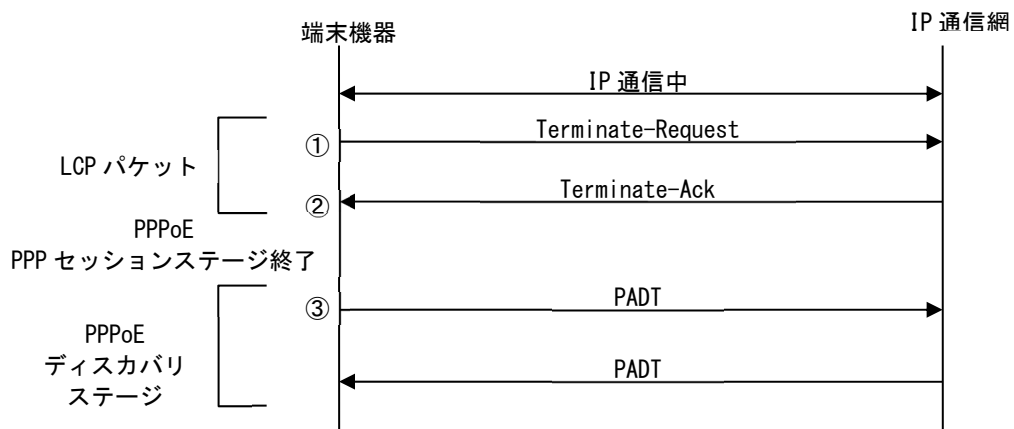 端末機器
IP 通信網
IP 通信中
Terminate-Request
①
LCP パケット
Terminate-Ack
②
PPPoE
PPP セッションステージ終了
PADT
③
PPPoE
ディスカバリ
ステージ
PADT